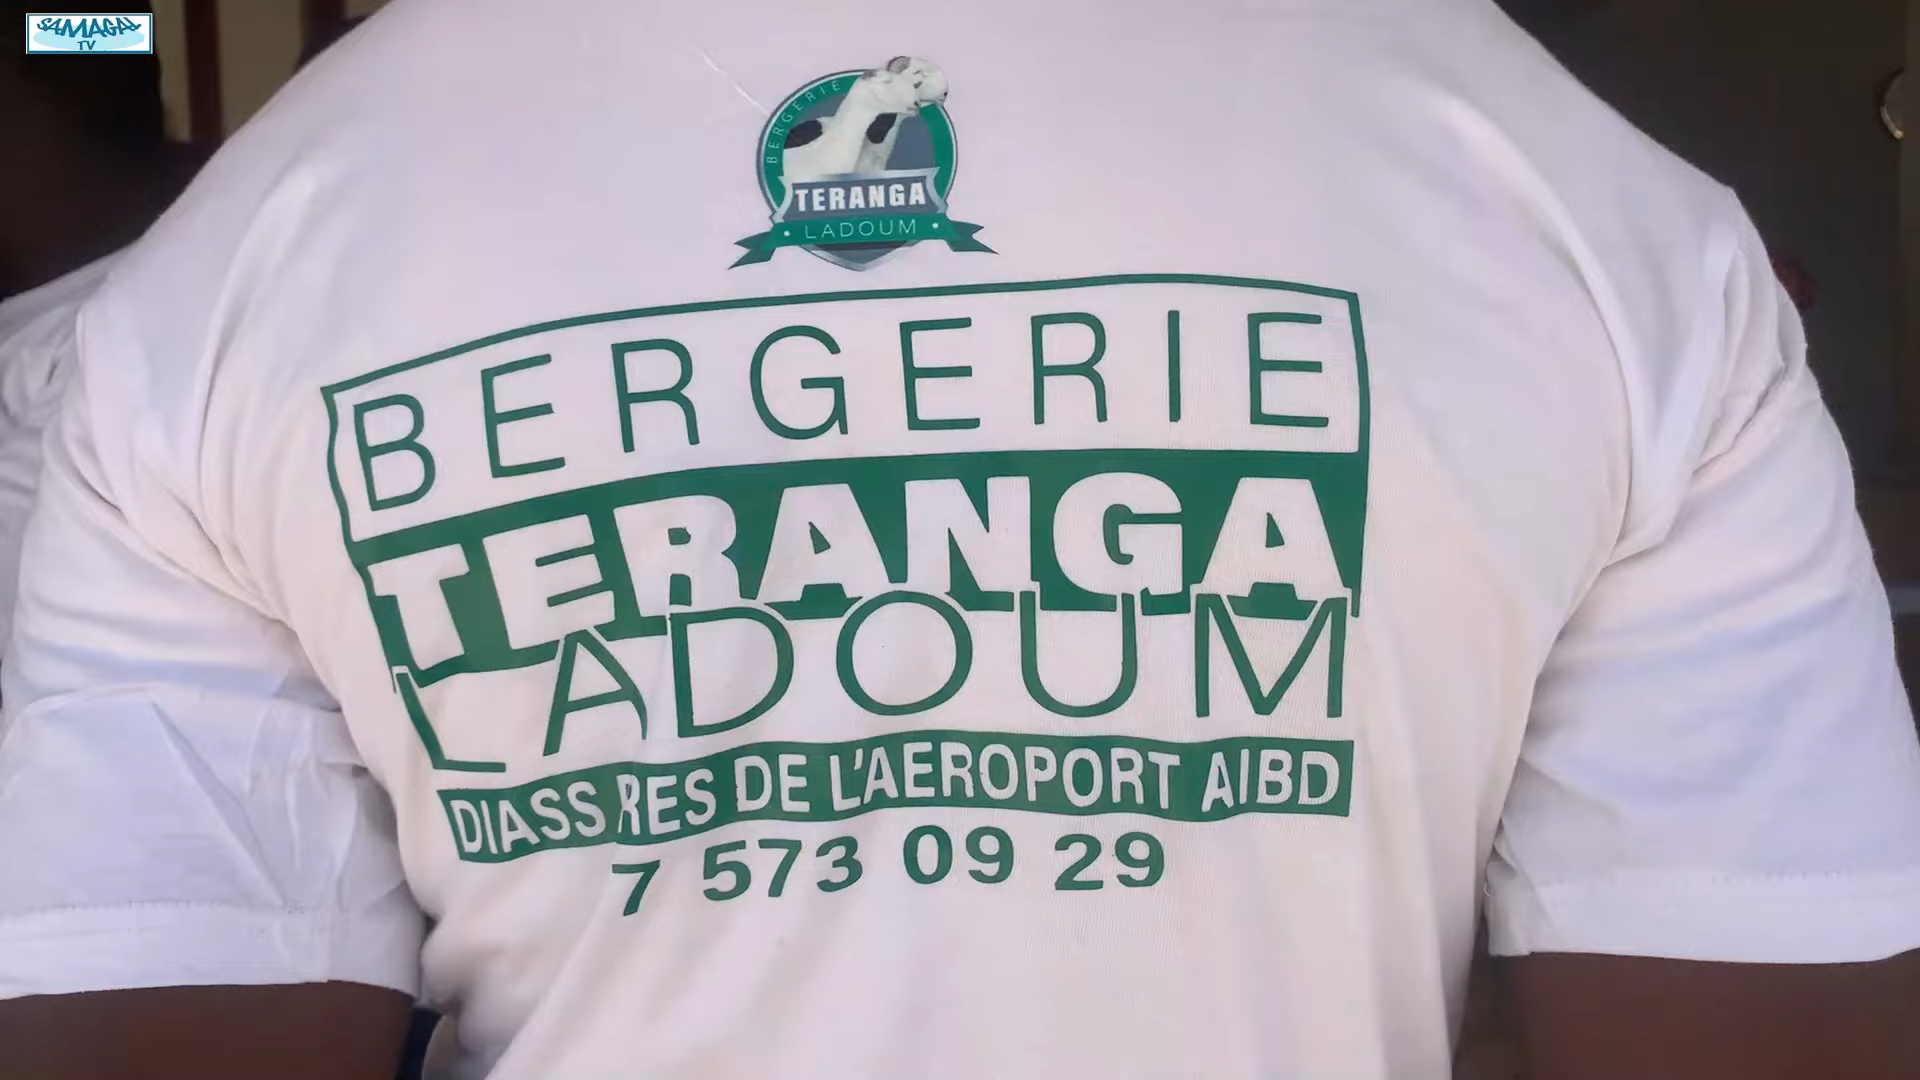 SAMAGAL
TV
BERGERIE
TERANGA
• LADOUM •
BERGERIE
TERANGA
LADOUM
DIASS RES DE L'AEROPORT AIBD
7 573 09 29